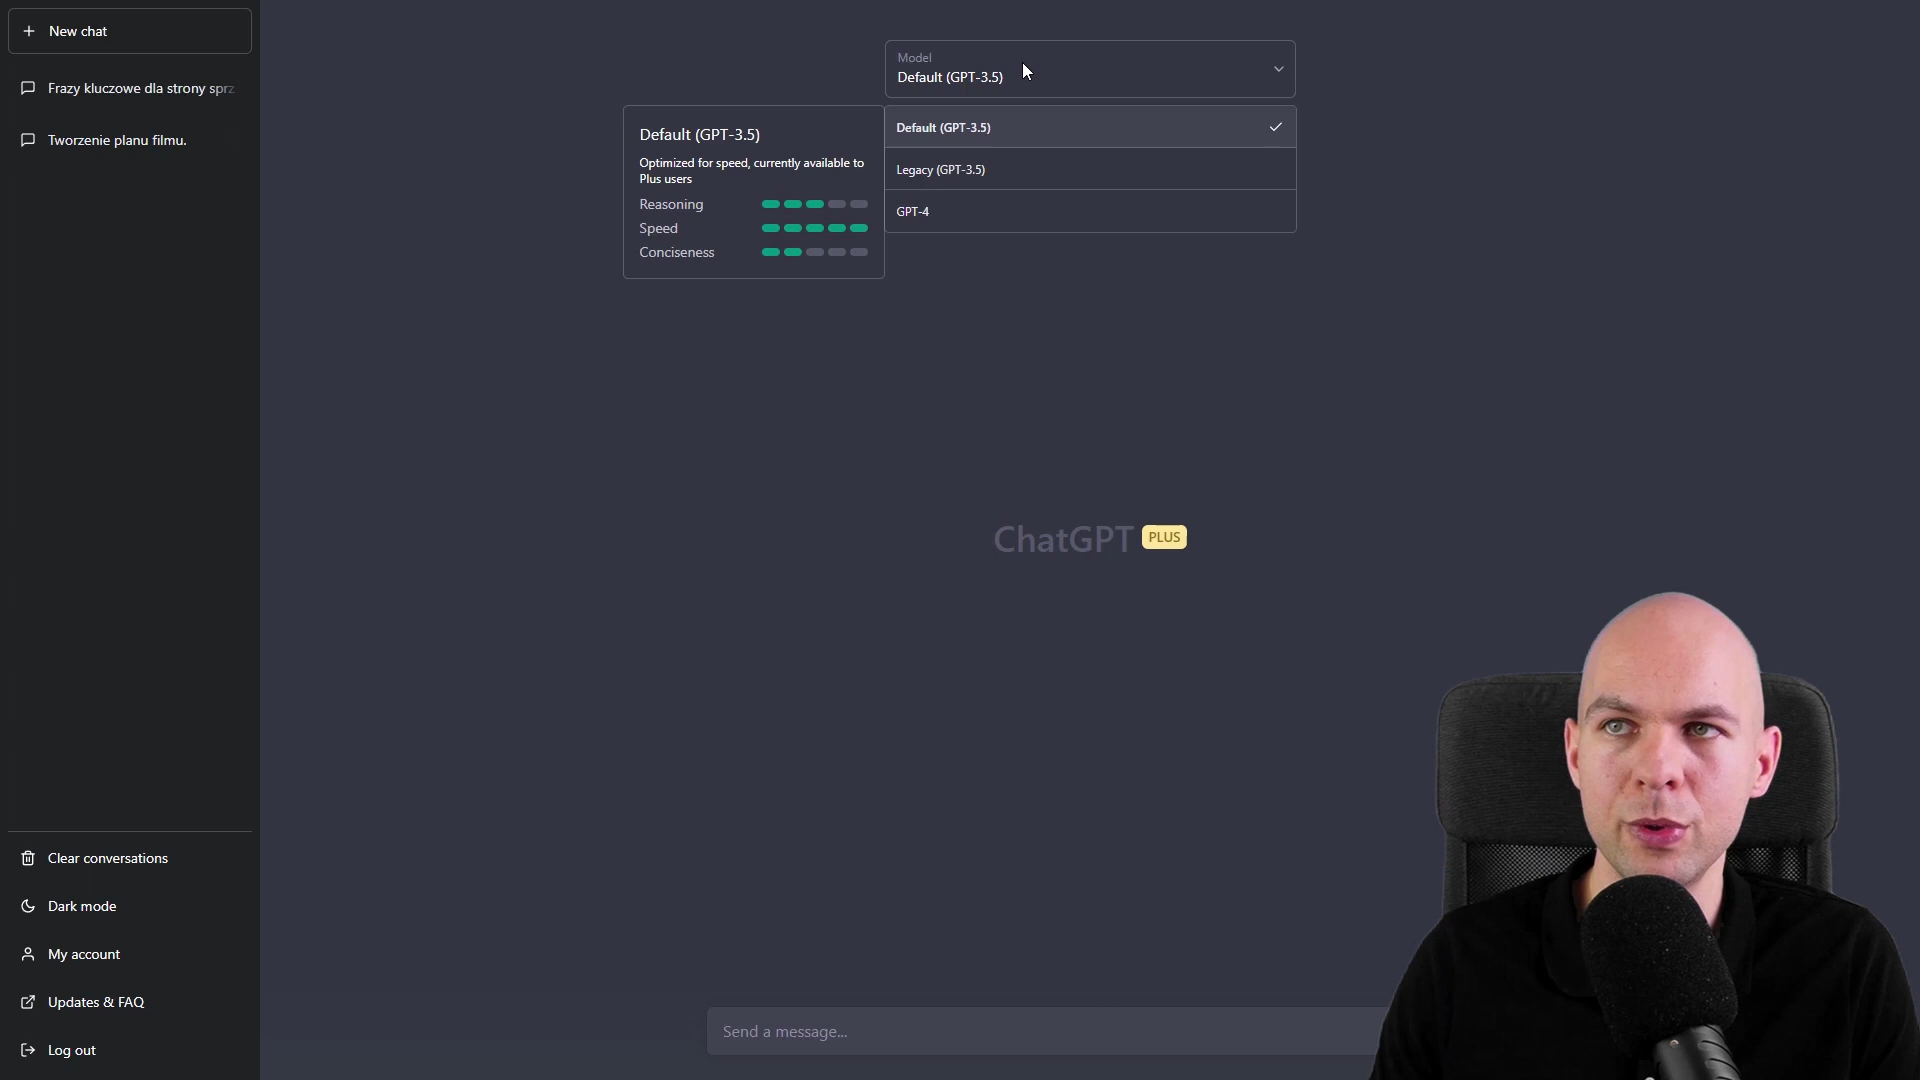 New chat
Frazy kluczowe dla strony sprz
Tworzenie planu filmu.
Model
Default (GPT-3.5)
Default (GPT-3.5)
Legacy (GPT-3.5)
GPT-4
Default (GPT-3.5)
Optimized for speed, currently available to
Plus users
Reasoning
Speed
Conciseness
ChatGPT PLUS
Send a message...
Clear conversations
Dark mode
My account
Updates & FAQ
Log out